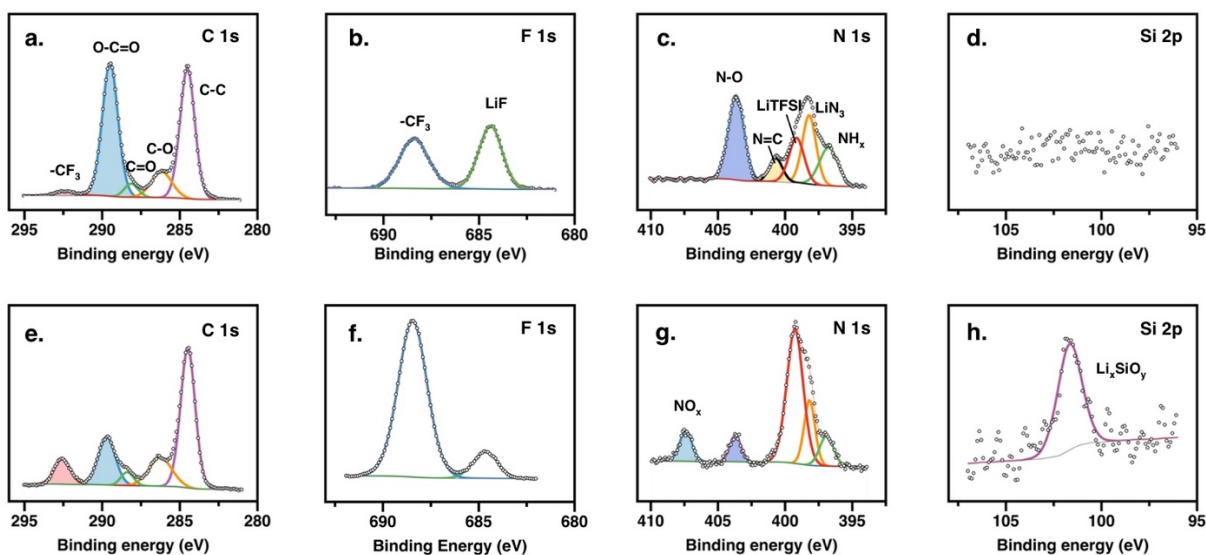 a.
C 1s
O-C=O
C-C
C-O
C=O
-CF₃
295 290 285 280
Binding energy (eV)
b.
F 1s
-CF₃
LiF
690 685 680
Binding energy (eV)
c.
N 1s
N-O
LiTFSI
LiN₃
N=C
NHₓ
410 405 400 395
Binding energy (eV)
d.
Si 2p
105 100 95
Binding energy (eV)
e.
C 1s
295 290 285 280
Binding energy (eV)
f.
F 1s
690 685 680
Binding Energy (eV)
g.
N 1s
NOₓ
410 405 400 395
Binding energy (eV)
h.
Si 2p
LiₓSiOᵧ
105 100 95
Binding energy (eV)